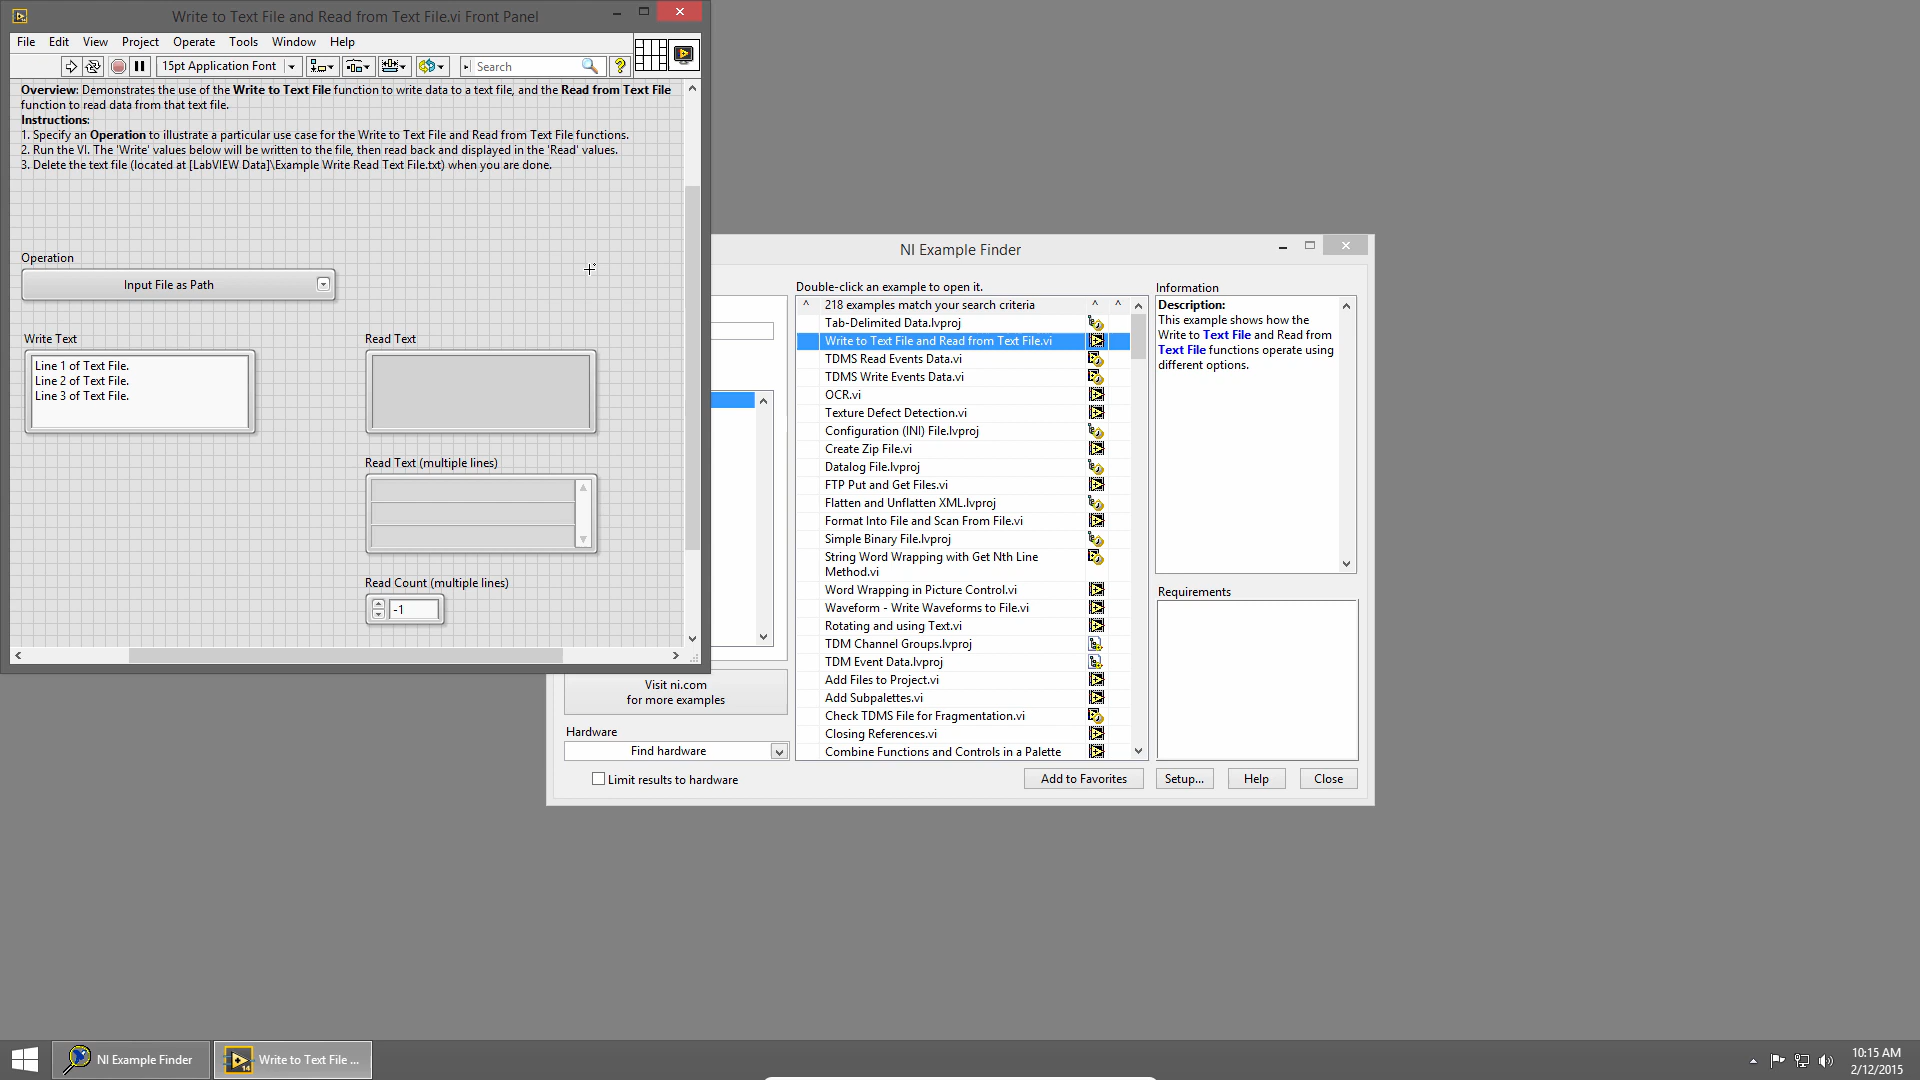 Write to Text File and Read from Text File.vi Front Panel
File Edit View Project Operate Tools Window Help
15pt Application Font
Search
?
Overview: Demonstrates the use of the Write to Text File function to write data to a text file, and the Read from Text File
function to read data from that text file.
Instructions:
1. Specify an Operation to illustrate a particular use case for the Write to Text File and Read from Text File functions.
2. Run the VI. The 'Write' values below will be written to the file, then read back and displayed in the 'Read' values.
3. Delete the text file (located at [LabVIEW Data]\Example Write Read Text File.txt) when you are done.
Operation
Input File as Path
Write Text
Line 1 of Text File.
Line 2 of Text File.
Line 3 of Text File.
Read Text
Read Text (multiple lines)
Read Count (multiple lines)
-1
NI Example Finder
Double-click an example to open it.
218 examples match your search criteria
Tab-Delimited Data.lvproj
Write to Text File and Read from Text File.vi
TDMS Read Events Data.vi
TDMS Write Events Data.vi
OCR.vi
Texture Defect Detection.vi
Configuration (INI) File.lvproj
Create Zip File.vi
Datalog File.lvproj
FTP Put and Get Files.vi
Flatten and Unflatten XML.lvproj
Format Into File and Scan From File.vi
Simple Binary File.lvproj
String Word Wrapping with Get Nth Line
Method.vi
Word Wrapping in Picture Control.vi
Waveform - Write Waveforms to File.vi
Rotating and using Text.vi
TDM Channel Groups.lvproj
TDM Event Data.lvproj
Add Files to Project.vi
Add Subpalettes.vi
Check TDMS File for Fragmentation.vi
Closing References.vi
Combine Functions and Controls in a Palette
Information
Description:
This example shows how the
Write to Text File and Read from
Text File functions operate using
different options.
Requirements
Visit ni.com
for more examples
Hardware
Find hardware
Limit results to hardware
Add to Favorites
Setup...
Help
Close
NI Example Finder
14
Write to Text File ...
10:15 AM
2/12/2015